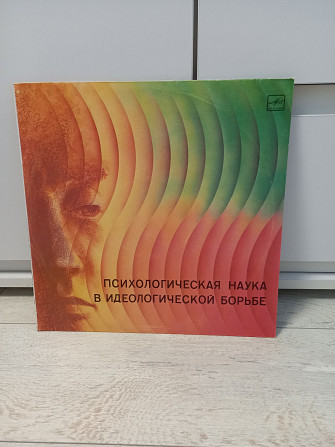 ПСИХОЛОГИЧЕСКАЯ НАУКА
В ИДЕОЛОГИЧЕСКОЙ БОРЬБЕ